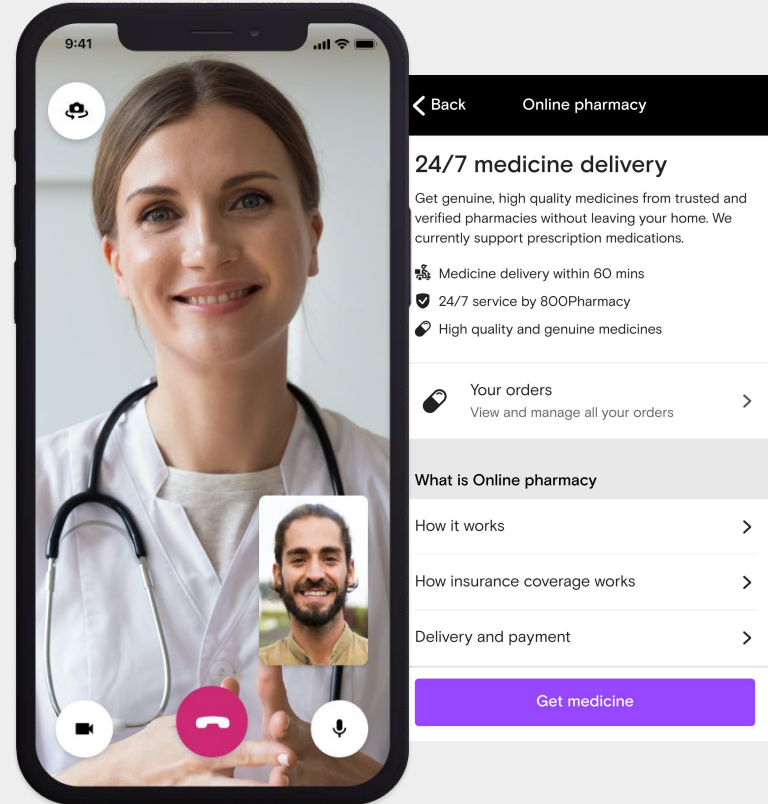 9:41
Back
Online pharmacy
24/7 medicine delivery
Get genuine, high quality medicines from trusted and
verified pharmacies without leaving your home. We
currently support prescription medications.
Medicine delivery within 60 mins
24/7 service by 800Pharmacy
High quality and genuine medicines
Your orders
View and manage all your orders
What is Online pharmacy
How it works
How insurance coverage works
Delivery and payment
Get medicine